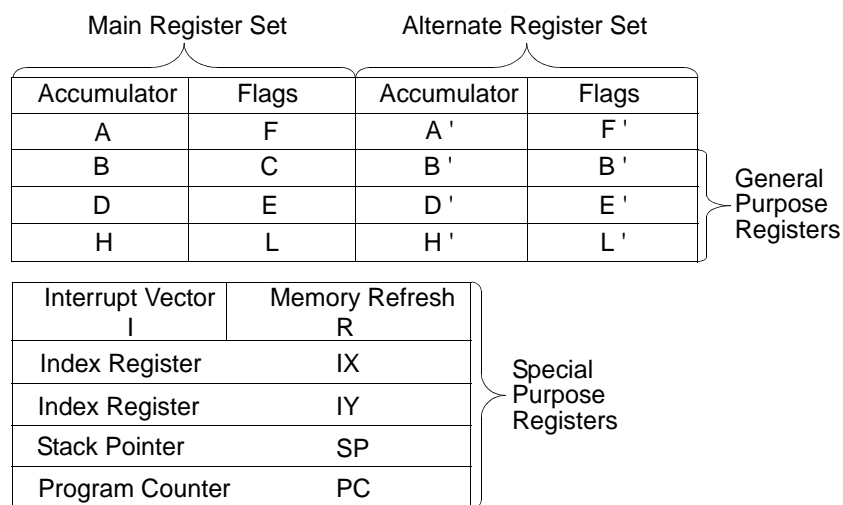 Main Register Set Alternate Register Set
Accumulator Flags Accumulator Flags
A F A ' F '
B C B ' B '
D E D ' E '
H L H ' L '
General
Purpose
Registers
Interrupt Vector Memory Refresh
I R
Index Register IX
Index Register IY
Stack Pointer SP
Program Counter PC
Special
Purpose
Registers